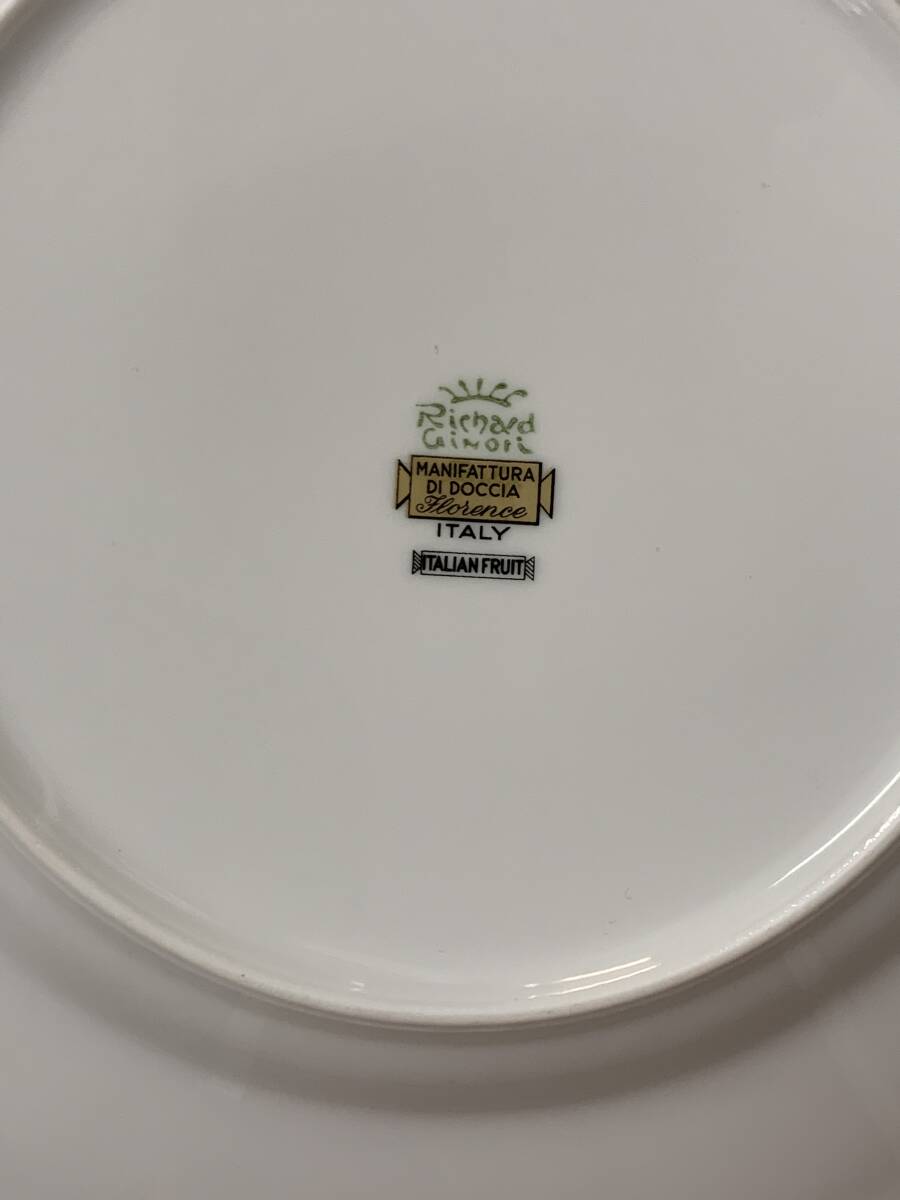 Richard
Ginori
MANIFATTURA
DI DOCCIA
Florence
ITALY
ITALIAN FRUIT